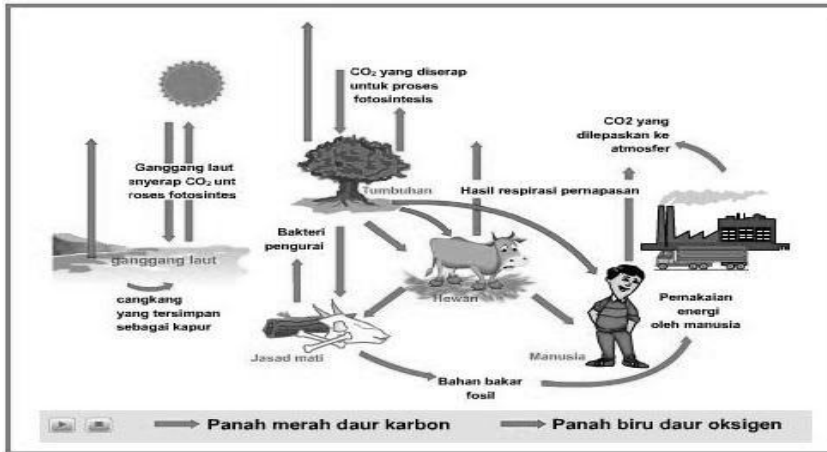 CO₂ yang diserap
untuk proses
fotosintesis
CO2 yang
dilepaskan ke
atmosfer
Ganggang laut
enyerap CO₂ unt
roses fotosintes
Tumbuhan
Hasil respirasi pernapasan
Bakteri
pengurai
ganggang laut
cangkang
yang tersimpan
sebagai kapur
Hewan
Pemakaian
energi
oleh manusia
Jasad mati
Manusia
Bahan bakar
fosil
Panah merah daur karbon
Panah biru daur oksigen